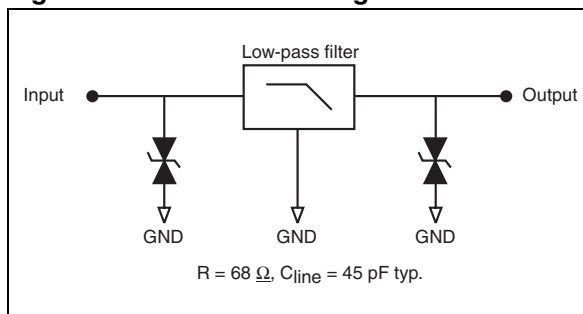 Low-pass filter
Input
Output
GND
GND
GND
R = 68 Ω, Cline = 45 pF typ.